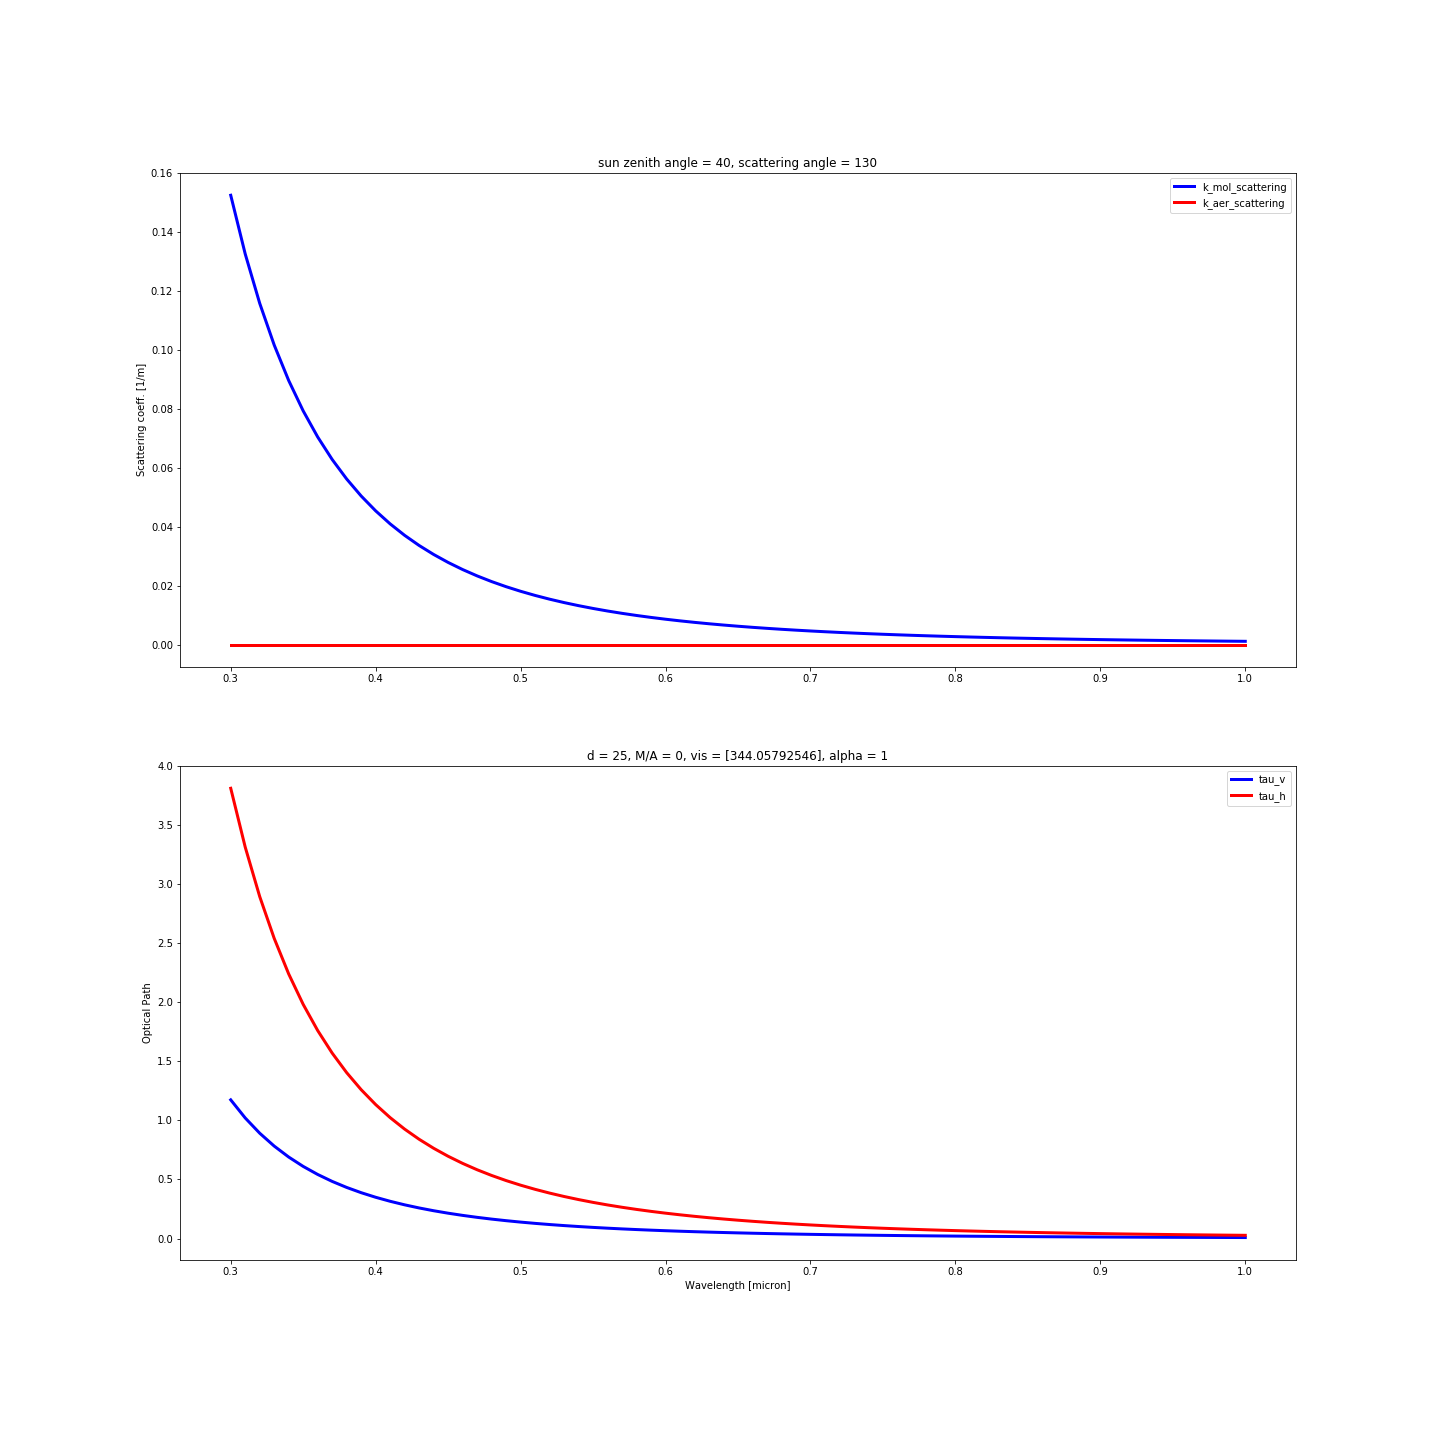 sun zenith angle = 40, scattering angle = 130
0.16
0.14
0.12
0.10
0.08
0.06
0.04
0.02
0.00
Scattering coeff. [1/m]
k_mol_scattering
k_aer_scattering
0.3 0.4 0.5 0.6 0.7 0.8 0.9 1.0
d = 25, M/A = 0, vis = [344.05792546], alpha = 1
4.0
3.5
3.0
2.5
2.0
1.5
1.0
0.5
0.0
Optical Path
tau_v
tau_h
0.3 0.4 0.5 0.6 0.7 0.8 0.9 1.0
Wavelength [micron]